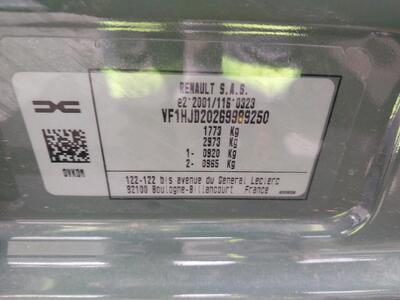 RENAULT S.A.S.
e2*2001/116*0323
VF1HJD20269989250
1773 Kg
2973 Kg
1- 0920 Kg
2- 0965 Kg
DVKQM
122-122 bis avenue du General Leclerc
92100 Boulogne-Billancourt France